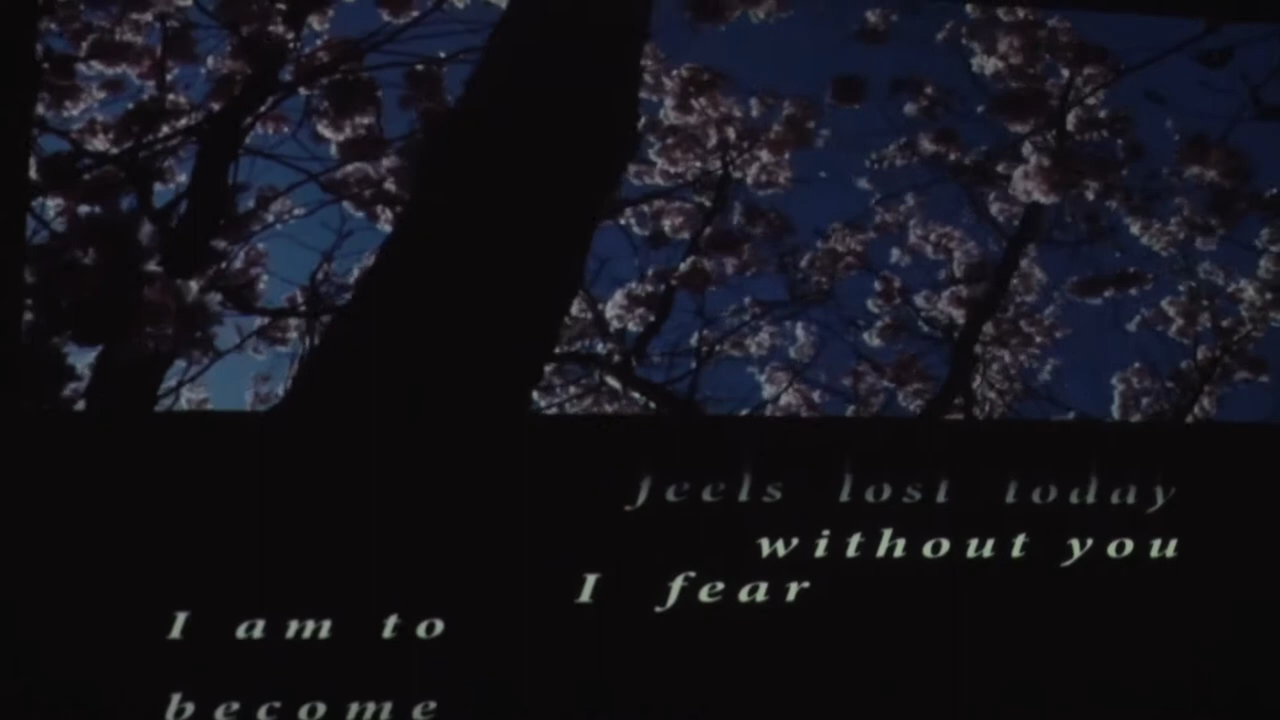 feels lost today
without you
I fear
I am to
become